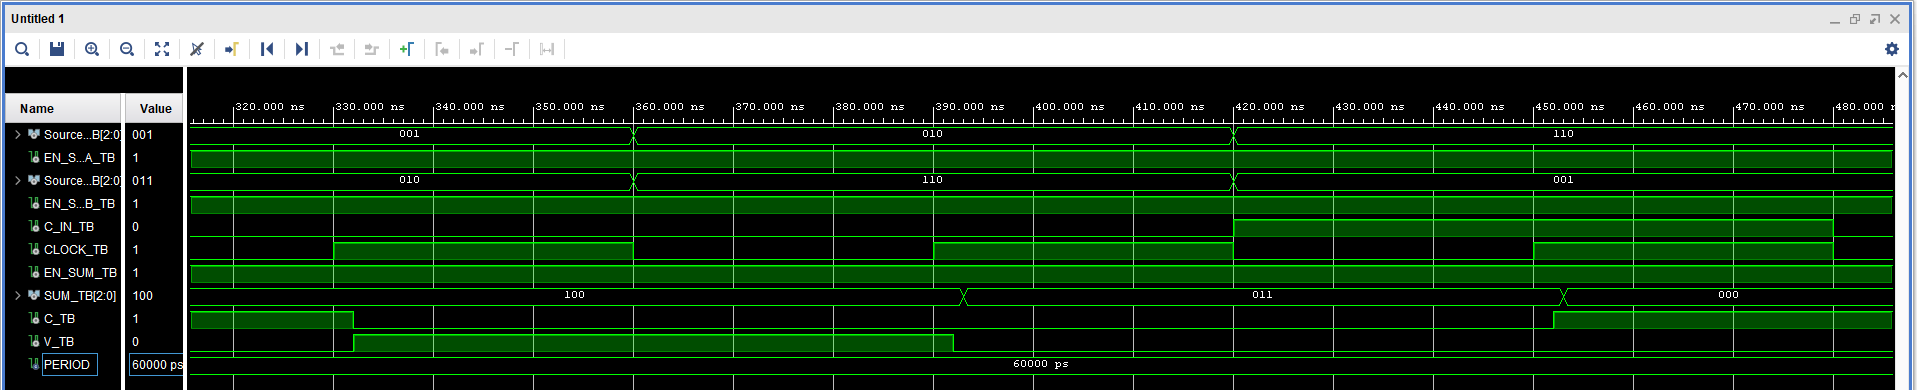 Untitled 1
Name Value
320.000 ns 330.000 ns 340.000 ns 350.000 ns 360.000 ns 370.000 ns 380.000 ns 390.000 ns 400.000 ns 410.000 ns 420.000 ns 430.000 ns 440.000 ns 450.000 ns 460.000 ns 470.000 ns 480.000
Source...B[2:0] 001 001 010 110
EN_S...A_TB 1
Source...B[2:0] 011 010 110 001
EN_S...B_TB 1
C_IN_TB 0
CLOCK_TB 1
EN_SUM_TB 1
SUM_TB[2:0] 100 100 011 000
C_TB 1
V_TB 0
PERIOD 60000 ps 60000 ps